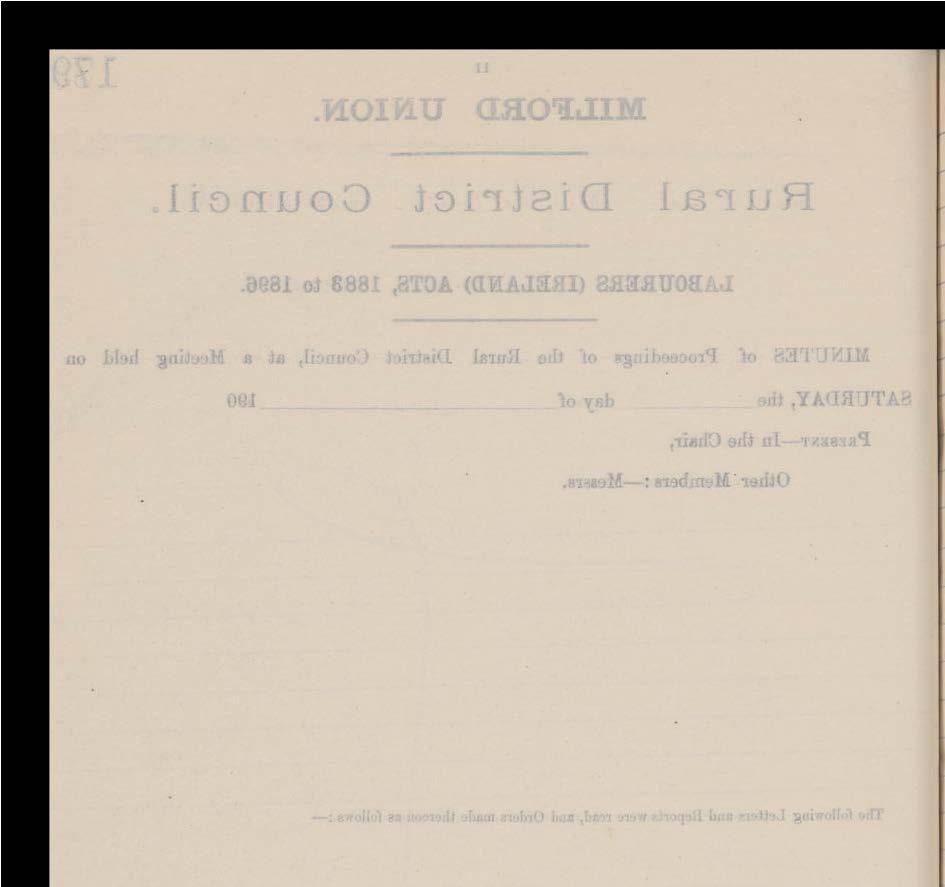 179
11
MILFORD UNION.
Rural District Council.
LABOURERS (IRELAND) ACTS, 1883 to 1896.
MINUTES of Proceedings of the Rural District Council, at a Meeting held on
SATURDAY, the day of 190
PRESENT—In the Chair,
Other Members:—Messrs.
The following Letters and Reports were read, and Orders made thereon as follows:—